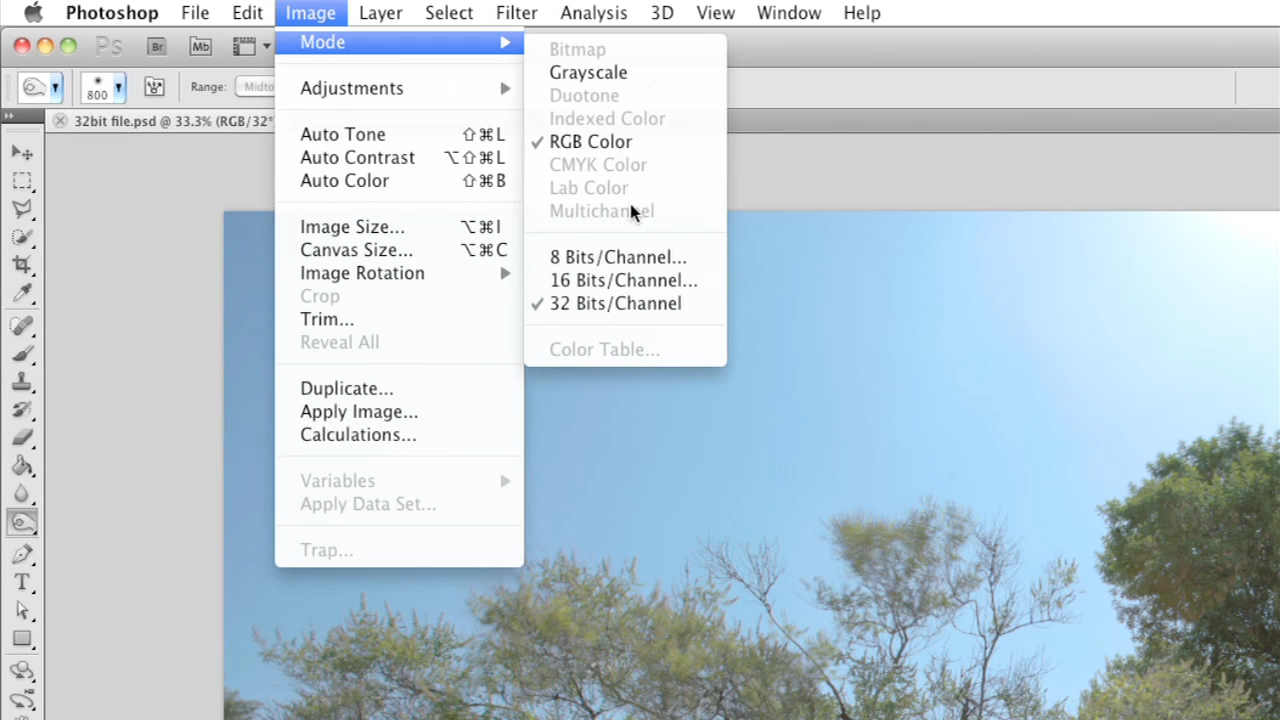 Photoshop File Edit Image Layer Select Filter Analysis 3D View Window Help
Ps Br Mb
800 Range: Midto
32bit file.psd @ 33.3% (RGB/32*
Mode
Adjustments
Auto Tone ⇧⌘L
Auto Contrast ⌥⇧⌘L
Auto Color ⇧⌘B
Image Size... ⌥⌘I
Canvas Size... ⌥⌘C
Image Rotation
Crop
Trim...
Reveal All
Duplicate...
Apply Image...
Calculations...
Variables
Apply Data Set...
Trap...
Bitmap
Grayscale
Duotone
Indexed Color
RGB Color
CMYK Color
Lab Color
Multichannel
8 Bits/Channel...
16 Bits/Channel...
32 Bits/Channel
Color Table...
T